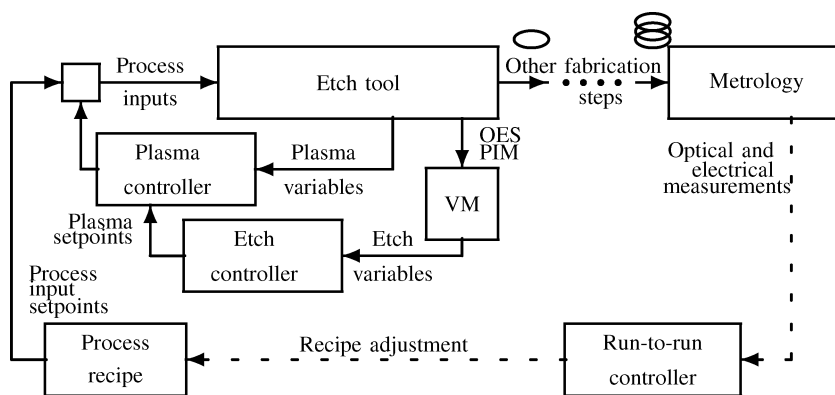 Process
inputs
Etch tool
Other fabrication
steps
Metrology
Plasma
controller
Plasma
variables
OES
PIM
VM
Optical and
electrical
measurements
Plasma
setpoints
Etch
controller
Etch
variables
Process
input
setpoints
Process
recipe
Recipe adjustment
Run-to-run
controller